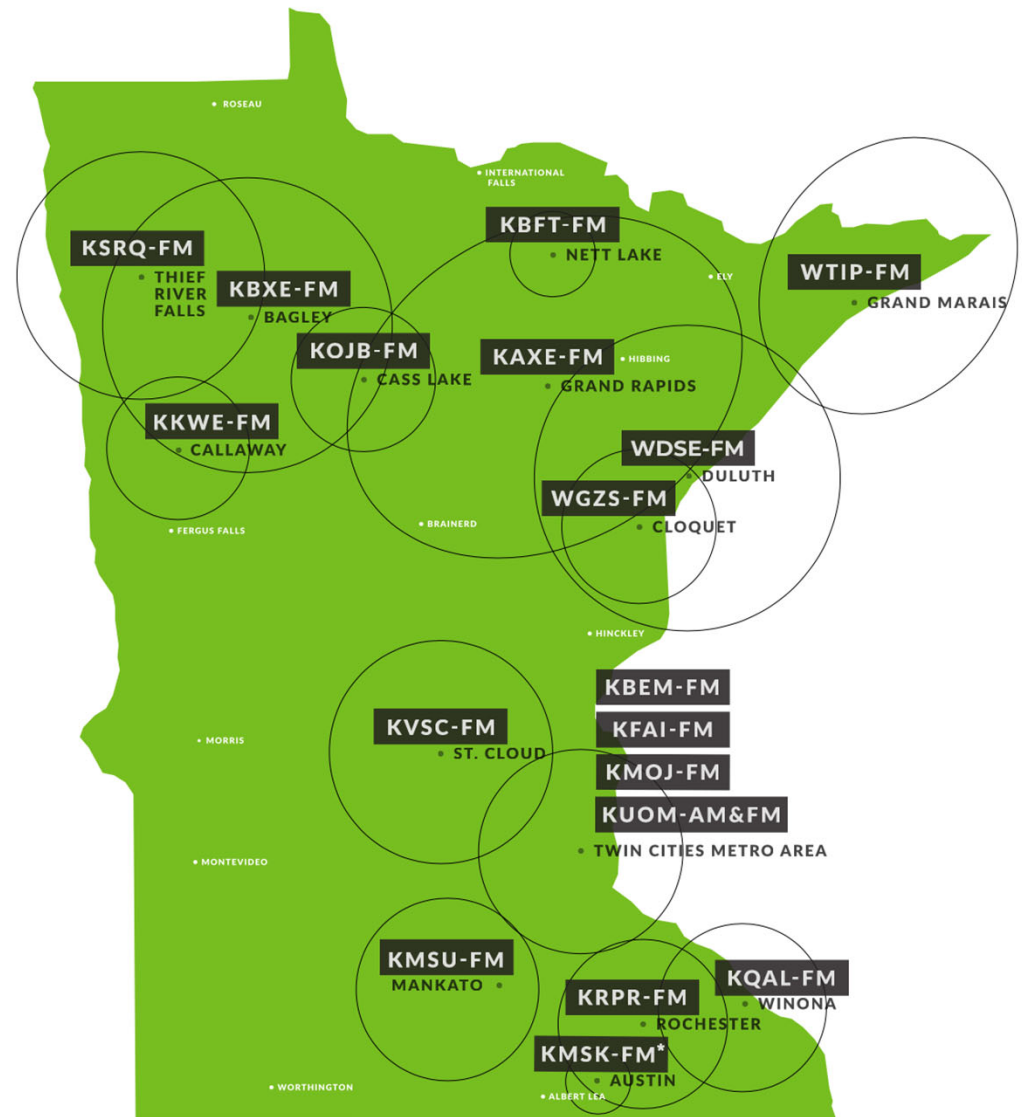 ROSEAU
INTERNATIONAL
FALLS
KBFT-FM
NETT LAKE
KSRQ-FM
THIEF
RIVER
FALLS
KBXE-FM
BAGLEY
ELY
WTIP-FM
GRAND MARAIS
KOJB-FM
CASS LAKE
KAXE-FM
HIBBING
GRAND RAPIDS
KKWE-FM
CALLAWAY
WDSE-FM
DULUTH
WGZS-FM
CLOQUET
FERGUS FALLS
BRAINERD
HINCKLEY
KBEM-FM
KFAI-FM
KMOJ-FM
KUOM-AM&FM
TWIN CITIES METRO AREA
KVSC-FM
ST. CLOUD
MORRIS
MONTEVIDEO
KMSU-FM
MANKATO
KQAL-FM
WINONA
KRPR-FM
ROCHESTER
KMSK-FM*
AUSTIN
WORTHINGTON
ALBERT LEA